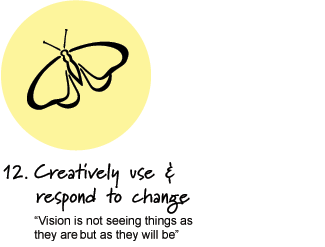 12. Creatively use &
respond to change
“Vision is not seeing things as
they are but as they will be”